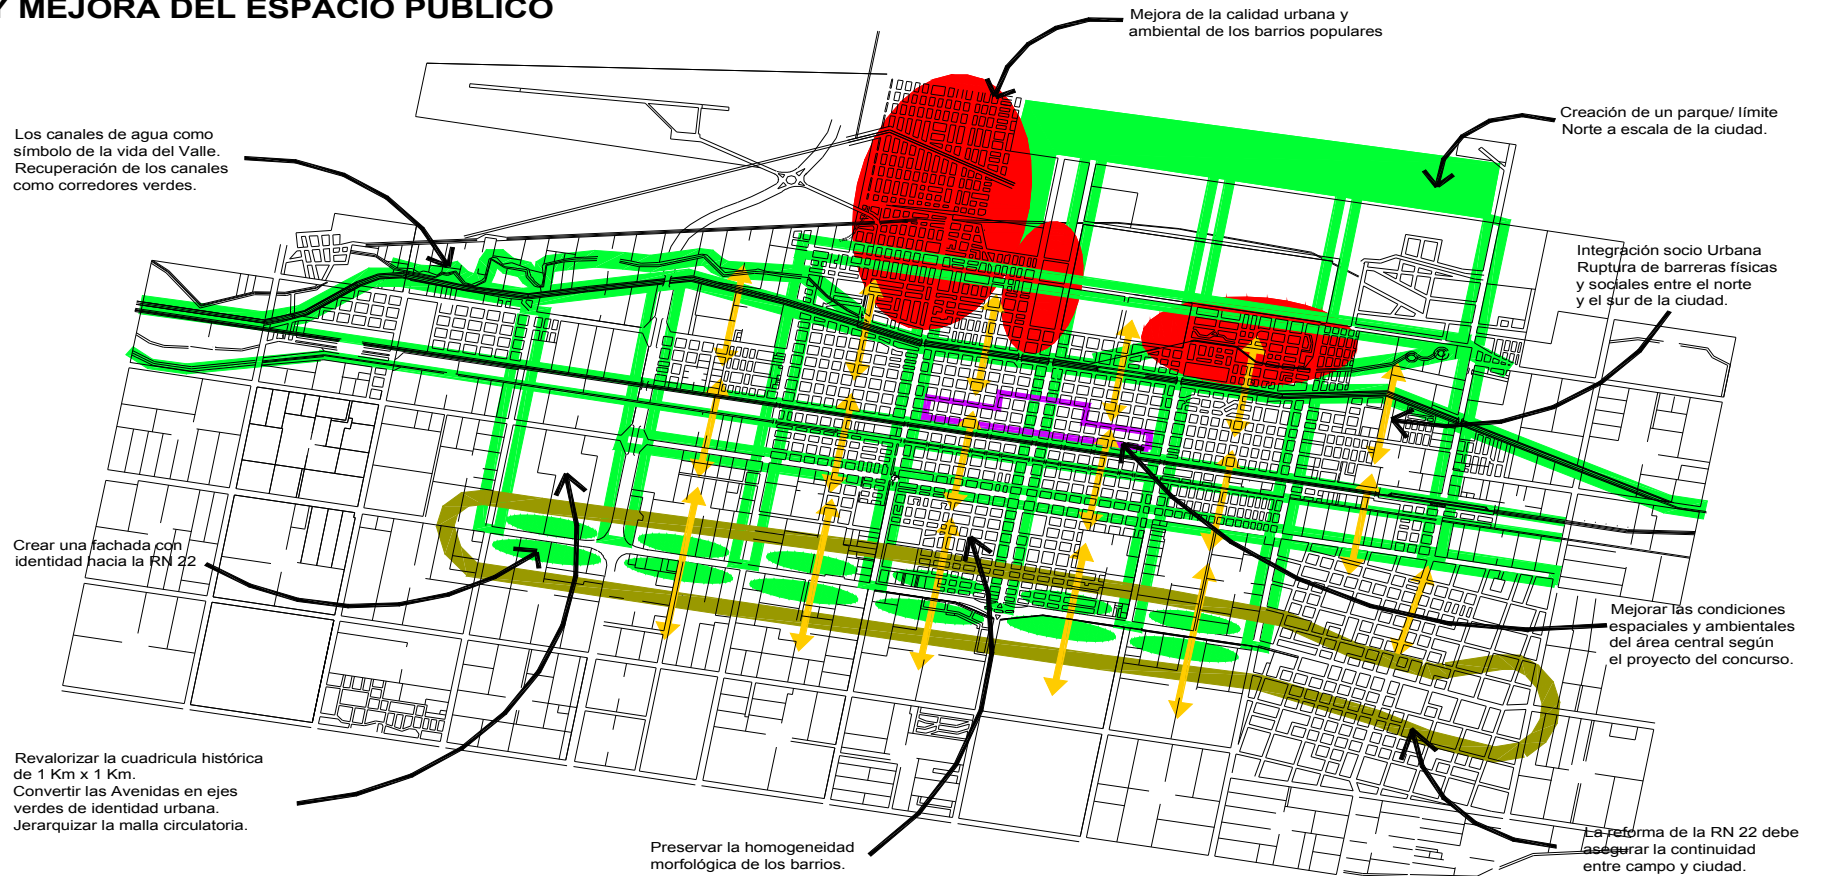 Y MEJORA DEL ESPACIO PÚBLICO
Mejora de la calidad urbana y
ambiental de los barrios populares
Creación de un parque/ límite
Norte a escala de la ciudad.
Los canales de agua como
símbolo de la vida del Valle.
Recuperación de los canales
como corredores verdes.
Integración socio Urbana
Ruptura de barreras físicas
y sociales entre el norte
y el sur de la ciudad.
Crear una fachada con
identidad hacia la RN 22
Mejorar las condiciones
espaciales y ambientales
del área central según
el proyecto del concurso.
Revalorizar la cuadricula histórica
de 1 Km x 1 Km.
Convertir las Avenidas en ejes
verdes de identidad urbana.
Jerarquizar la malla circulatoria.
Preservar la homogeneidad
morfológica de los barrios.
La reforma de la RN 22 debe
asegurar la continuidad
entre campo y ciudad.